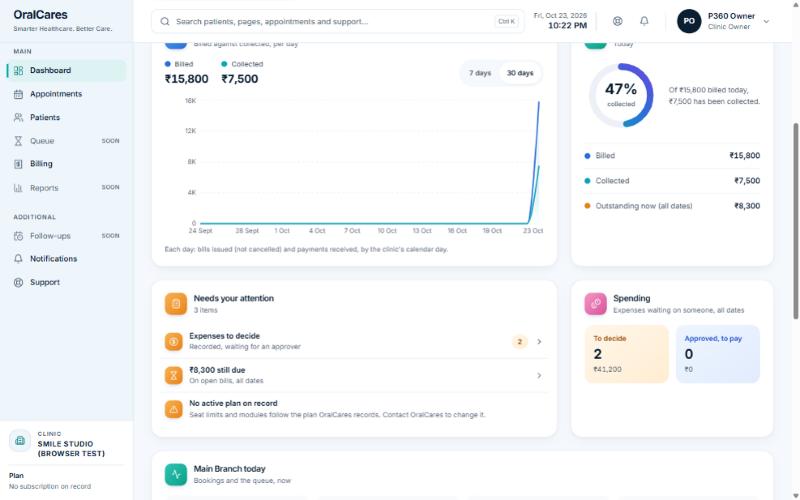 OralCares
Smarter Healthcare. Better Care.
MAIN
Dashboard
Appointments
Patients
Queue SOON
Billing
Reports SOON
ADDITIONAL
Follow-ups SOON
Notifications
Support
CLINIC
SMILE STUDIO
(BROWSER TEST)
Plan
No subscription on record
Search patients, pages, appointments and support...
Ctrl K
Fri, Oct 23, 2026
10:22 PM
PO
P360 Owner
Clinic Owner
Billed against collected, per day
Billed
₹15,800
Collected
₹7,500
7 days 30 days
16K
12K
8K
4K
0
24 Sept 28 Sept 1 Oct 4 Oct 7 Oct 10 Oct 13 Oct 16 Oct 19 Oct 23 Oct
Each day: bills issued (not cancelled) and payments received, by the clinic's calendar day.
Today
47%
collected
Of ₹15,800 billed today,
₹7,500 has been collected.
Billed ₹15,800
Collected ₹7,500
Outstanding now (all dates) ₹8,300
Needs your attention
3 items
Expenses to decide
Recorded, waiting for an approver
2
₹8,300 still due
On open bills, all dates
No active plan on record
Seat limits and modules follow the plan OralCares records. Contact OralCares to change it.
Spending
Expenses waiting on someone, all dates
To decide
2
₹41,200
Approved, to pay
0
₹0
Main Branch today
Bookings and the queue, now